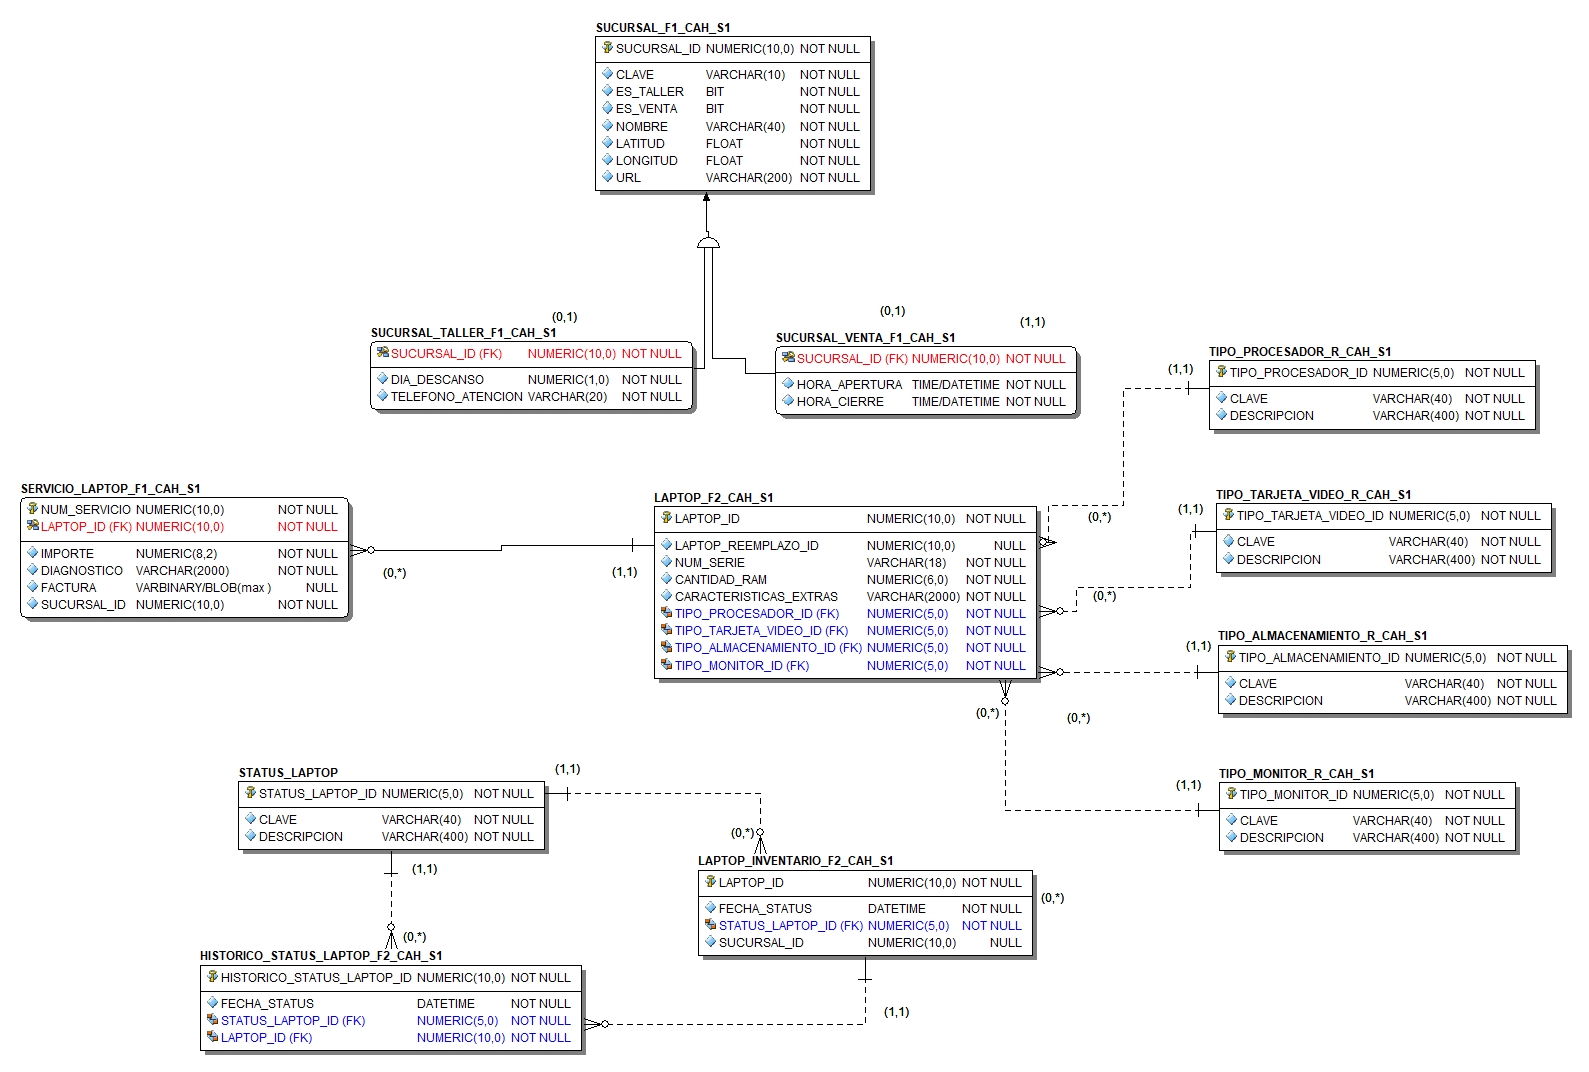 SUCURSAL_F1_CAH_S1
SUCURSAL_ID NUMERIC(10,0) NOT NULL
CLAVE VARCHAR(10) NOT NULL
ES_TALLER BIT NOT NULL
ES_VENTA BIT NOT NULL
NOMBRE VARCHAR(40) NOT NULL
LATITUD FLOAT NOT NULL
LONGITUD FLOAT NOT NULL
URL VARCHAR(200) NOT NULL
(0,1)
SUCURSAL_TALLER_F1_CAH_S1
SUCURSAL_ID (FK) NUMERIC(10,0) NOT NULL
DIA_DESCANSO NUMERIC(1,0) NOT NULL
TELEFONO_ATENCION VARCHAR(20) NOT NULL
(0,1)
(1,1)
SUCURSAL_VENTA_F1_CAH_S1
SUCURSAL_ID (FK) NUMERIC(10,0) NOT NULL
HORA_APERTURA TIME/DATETIME NOT NULL
HORA_CIERRE TIME/DATETIME NOT NULL
TIPO_PROCESADOR_R_CAH_S1
(1,1)
TIPO_PROCESADOR_ID NUMERIC(5,0) NOT NULL
CLAVE VARCHAR(40) NOT NULL
DESCRIPCION VARCHAR(400) NOT NULL
SERVICIO_LAPTOP_F1_CAH_S1
NUM_SERVICIO NUMERIC(10,0) NOT NULL
LAPTOP_ID (FK) NUMERIC(10,0) NOT NULL
IMPORTE NUMERIC(8,2) NOT NULL
DIAGNOSTICO VARCHAR(2000) NOT NULL
FACTURA VARBINARY/BLOB(max ) NULL
SUCURSAL_ID NUMERIC(10,0) NOT NULL
(0,*)
(1,1)
LAPTOP_F2_CAH_S1
LAPTOP_ID NUMERIC(10,0) NOT NULL
LAPTOP_REEMPLAZO_ID NUMERIC(10,0) NULL
NUM_SERIE VARCHAR(18) NOT NULL
CANTIDAD_RAM NUMERIC(6,0) NOT NULL
CARACTERISTICAS_EXTRAS VARCHAR(2000) NOT NULL
TIPO_PROCESADOR_ID (FK) NUMERIC(5,0) NOT NULL
TIPO_TARJETA_VIDEO_ID (FK) NUMERIC(5,0) NOT NULL
TIPO_ALMACENAMIENTO_ID (FK) NUMERIC(5,0) NOT NULL
TIPO_MONITOR_ID (FK) NUMERIC(5,0) NOT NULL
(0,*)
(0,*)
(0,*)
(0,*)
TIPO_TARJETA_VIDEO_R_CAH_S1
(1,1)
TIPO_TARJETA_VIDEO_ID NUMERIC(5,0) NOT NULL
CLAVE VARCHAR(40) NOT NULL
DESCRIPCION VARCHAR(400) NOT NULL
TIPO_ALMACENAMIENTO_R_CAH_S1
(1,1)
TIPO_ALMACENAMIENTO_ID NUMERIC(5,0) NOT NULL
CLAVE VARCHAR(40) NOT NULL
DESCRIPCION VARCHAR(400) NOT NULL
TIPO_MONITOR_R_CAH_S1
(1,1)
TIPO_MONITOR_ID NUMERIC(5,0) NOT NULL
CLAVE VARCHAR(40) NOT NULL
DESCRIPCION VARCHAR(400) NOT NULL
STATUS_LAPTOP
(1,1)
STATUS_LAPTOP_ID NUMERIC(5,0) NOT NULL
CLAVE VARCHAR(40) NOT NULL
DESCRIPCION VARCHAR(400) NOT NULL
(0,*)
(1,1)
LAPTOP_INVENTARIO_F2_CAH_S1
LAPTOP_ID NUMERIC(10,0) NOT NULL
(0,*)
FECHA_STATUS DATETIME NOT NULL
STATUS_LAPTOP_ID (FK) NUMERIC(5,0) NOT NULL
SUCURSAL_ID NUMERIC(10,0) NULL
(0,*)
HISTORICO_STATUS_LAPTOP_F2_CAH_S1
HISTORICO_STATUS_LAPTOP_ID NUMERIC(10,0) NOT NULL
FECHA_STATUS DATETIME NOT NULL
STATUS_LAPTOP_ID (FK) NUMERIC(5,0) NOT NULL
LAPTOP_ID (FK) NUMERIC(10,0) NOT NULL
(1,1)